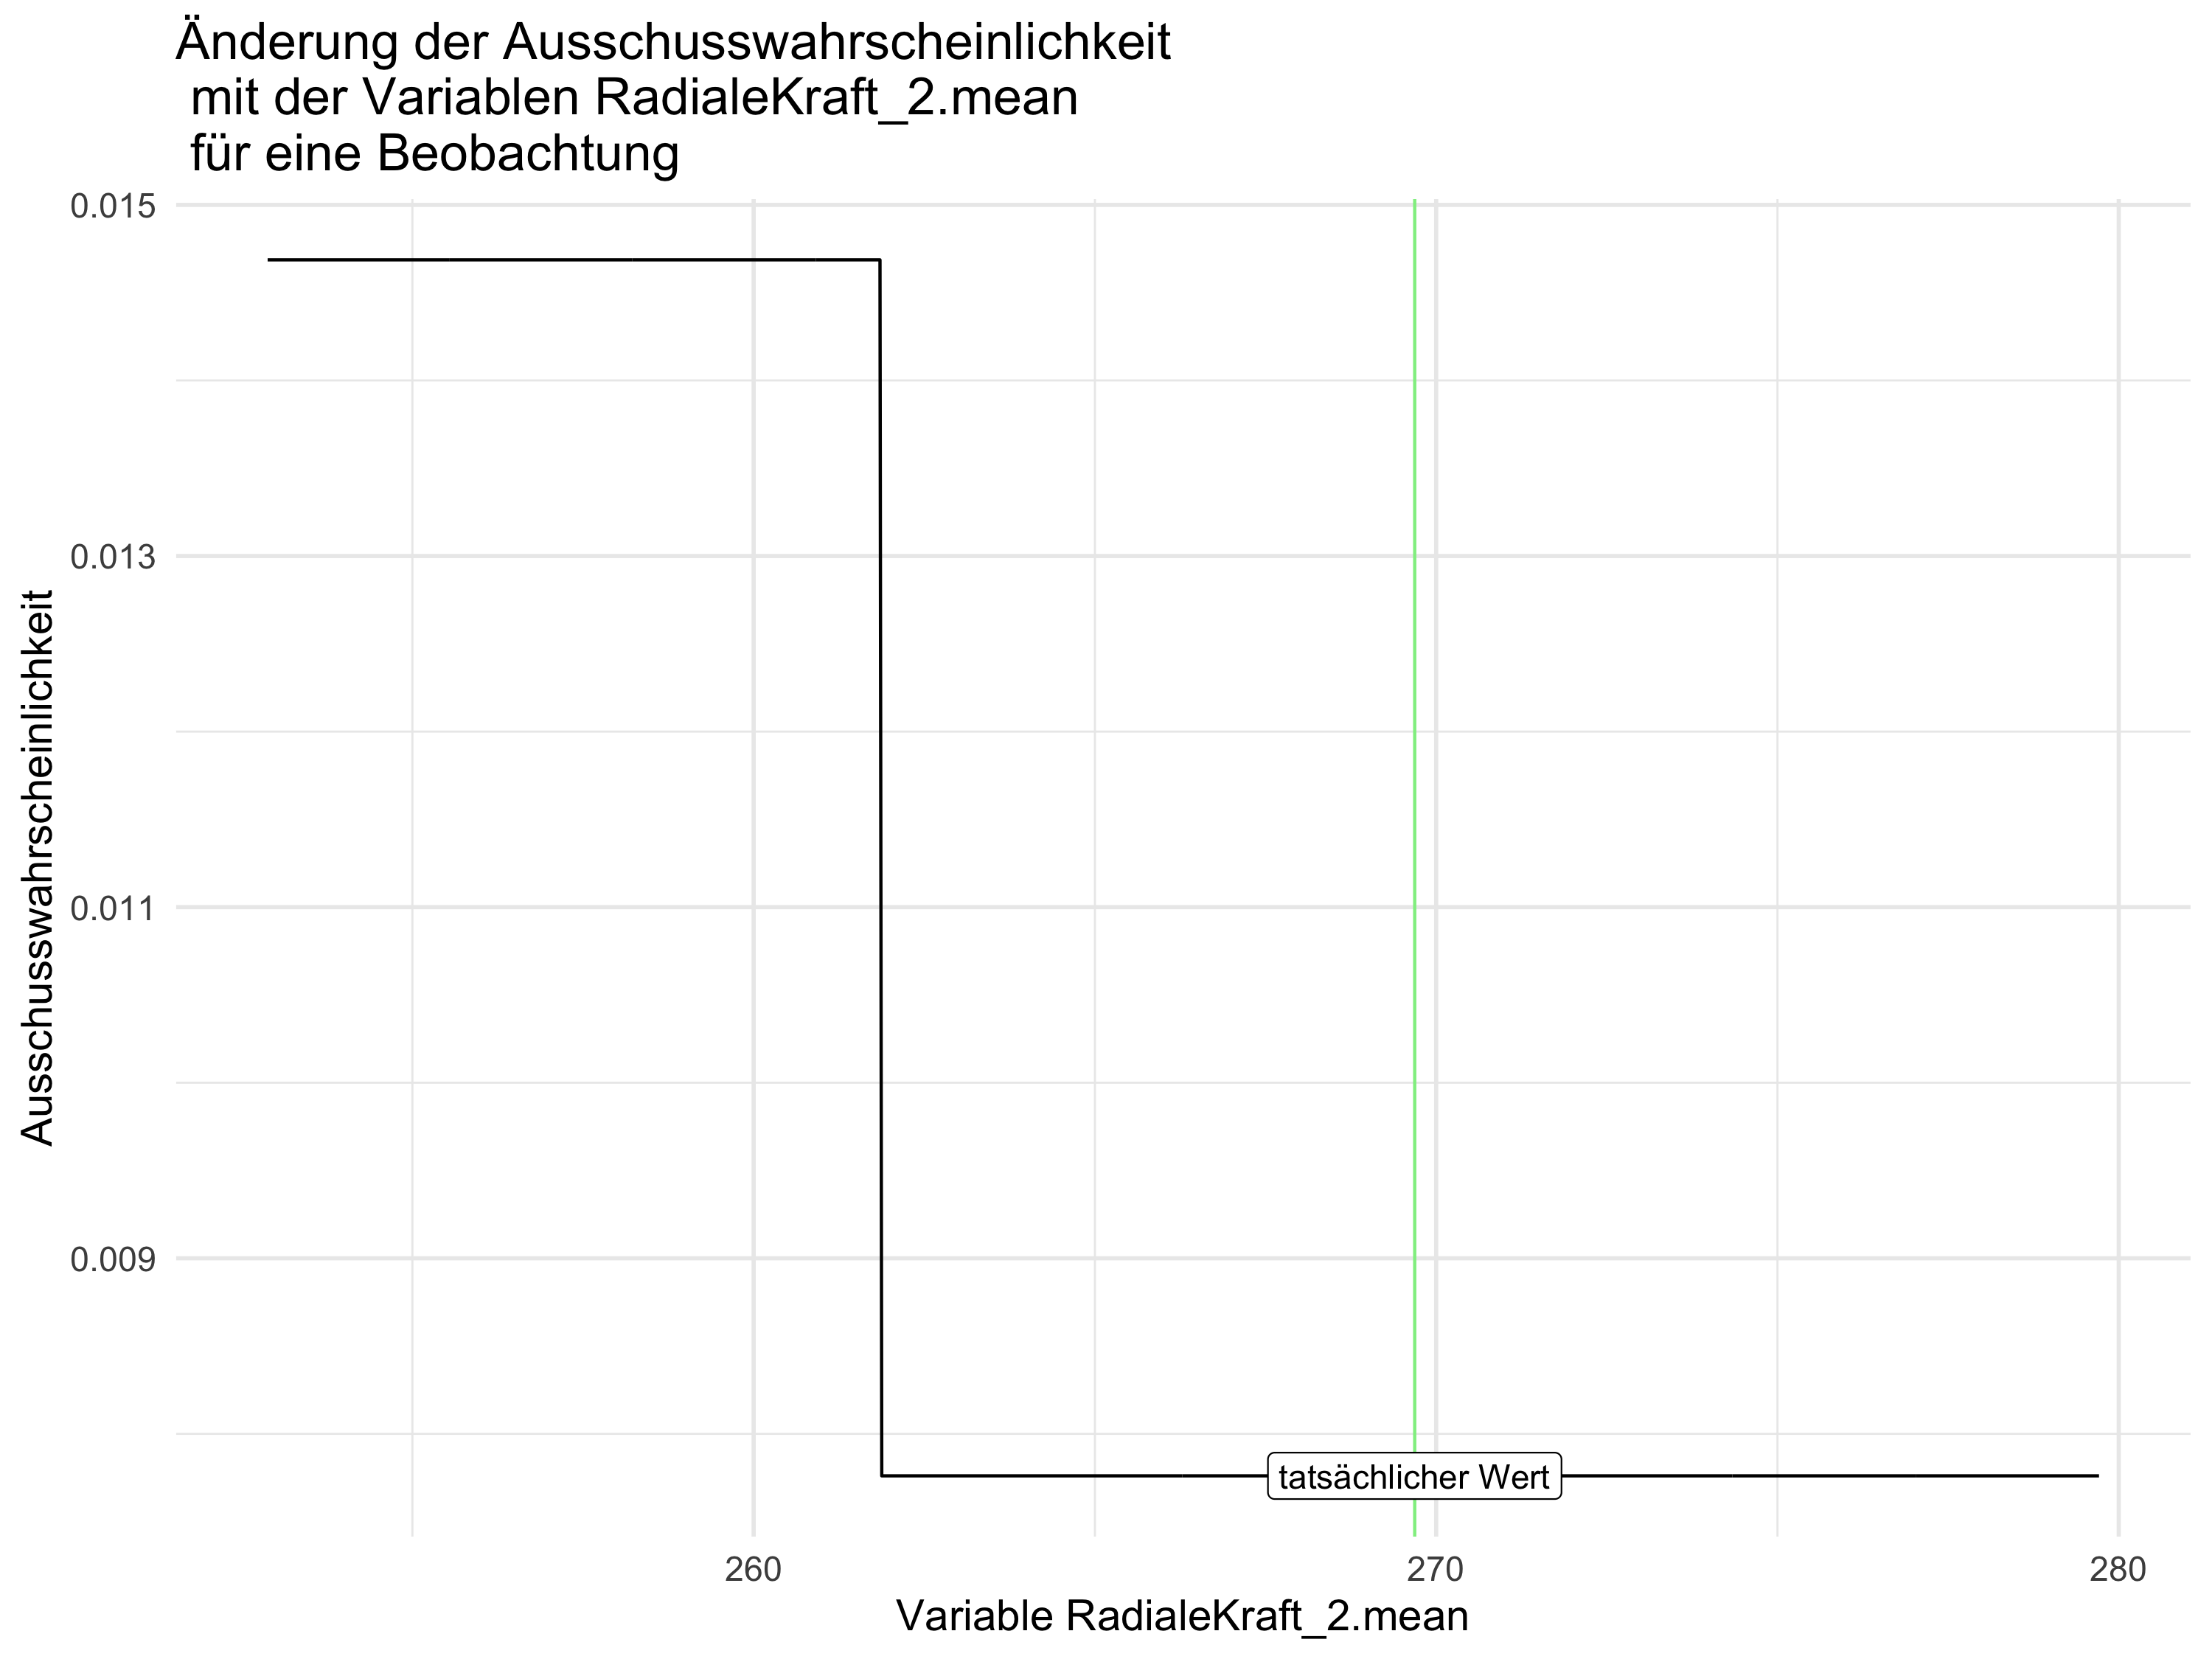 Änderung der Ausschusswahrscheinlichkeit
mit der Variablen RadialeKraft_2.mean
für eine Beobachtung
0.015
0.013
0.011
0.009
Ausschusswahrscheinlichkeit
tatsächlicher Wert
260
270
280
Variable RadialeKraft_2.mean